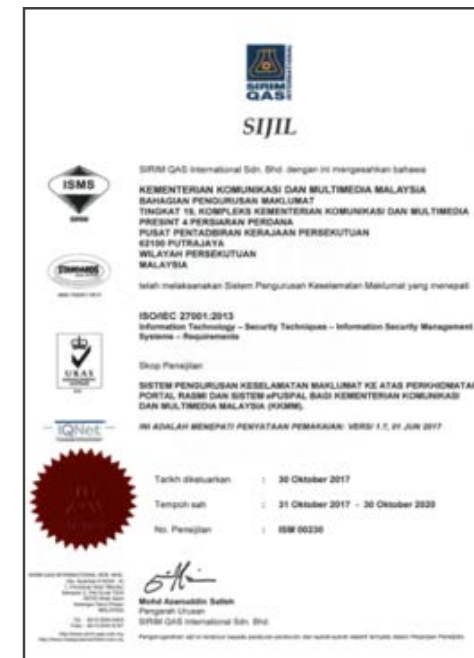 SIRIM
QAS
INTERNATIONAL
SIJIL
SIRIM QAS International Sdn. Bhd. dengan ini mengesahkan bahawa
ISMS
SIRIM
KEMENTERIAN KOMUNIKASI DAN MULTIMEDIA MALAYSIA
BAHAGIAN PENGURUSAN MAKLUMAT
TINGKAT 19, KOMPLEKS KEMENTERIAN KOMUNIKASI DAN MULTIMEDIA
PRESINT 4 PERSIARAN PERDANA
PUSAT PENTADBIRAN KERAJAAN PERSEKUTUAN
62100 PUTRAJAYA
WILAYAH PERSEKUTUAN
MALAYSIA
STANDARDS
telah melaksanakan Sistem Pengurusan Keselamatan Maklumat yang menepati
ISO/IEC 27001:2013
Information Technology – Security Techniques – Information Security Management
Systems – Requirements
UKAS
Skop Pensijilan
SISTEM PENGURUSAN KESELAMATAN MAKLUMAT KE ATAS PERKHIDMATAN
PORTAL RASMI DAN SISTEM ePUSPAL BAGI KEMENTERIAN KOMUNIKASI
DAN MULTIMEDIA MALAYSIA (KKMM).
IQNet
INI ADALAH MENEPATI PENYATAAN PEMAKAIAN: VERSI 1.7, 01 JUN 2017
Tarikh dikeluarkan : 30 Oktober 2017
Tempoh sah : 31 Oktober 2017 - 30 Oktober 2020
No. Pensijilan : ISM 00230
Mohd Azanuddin Salleh
Pengarah Urusan
SIRIM QAS International Sdn. Bhd.